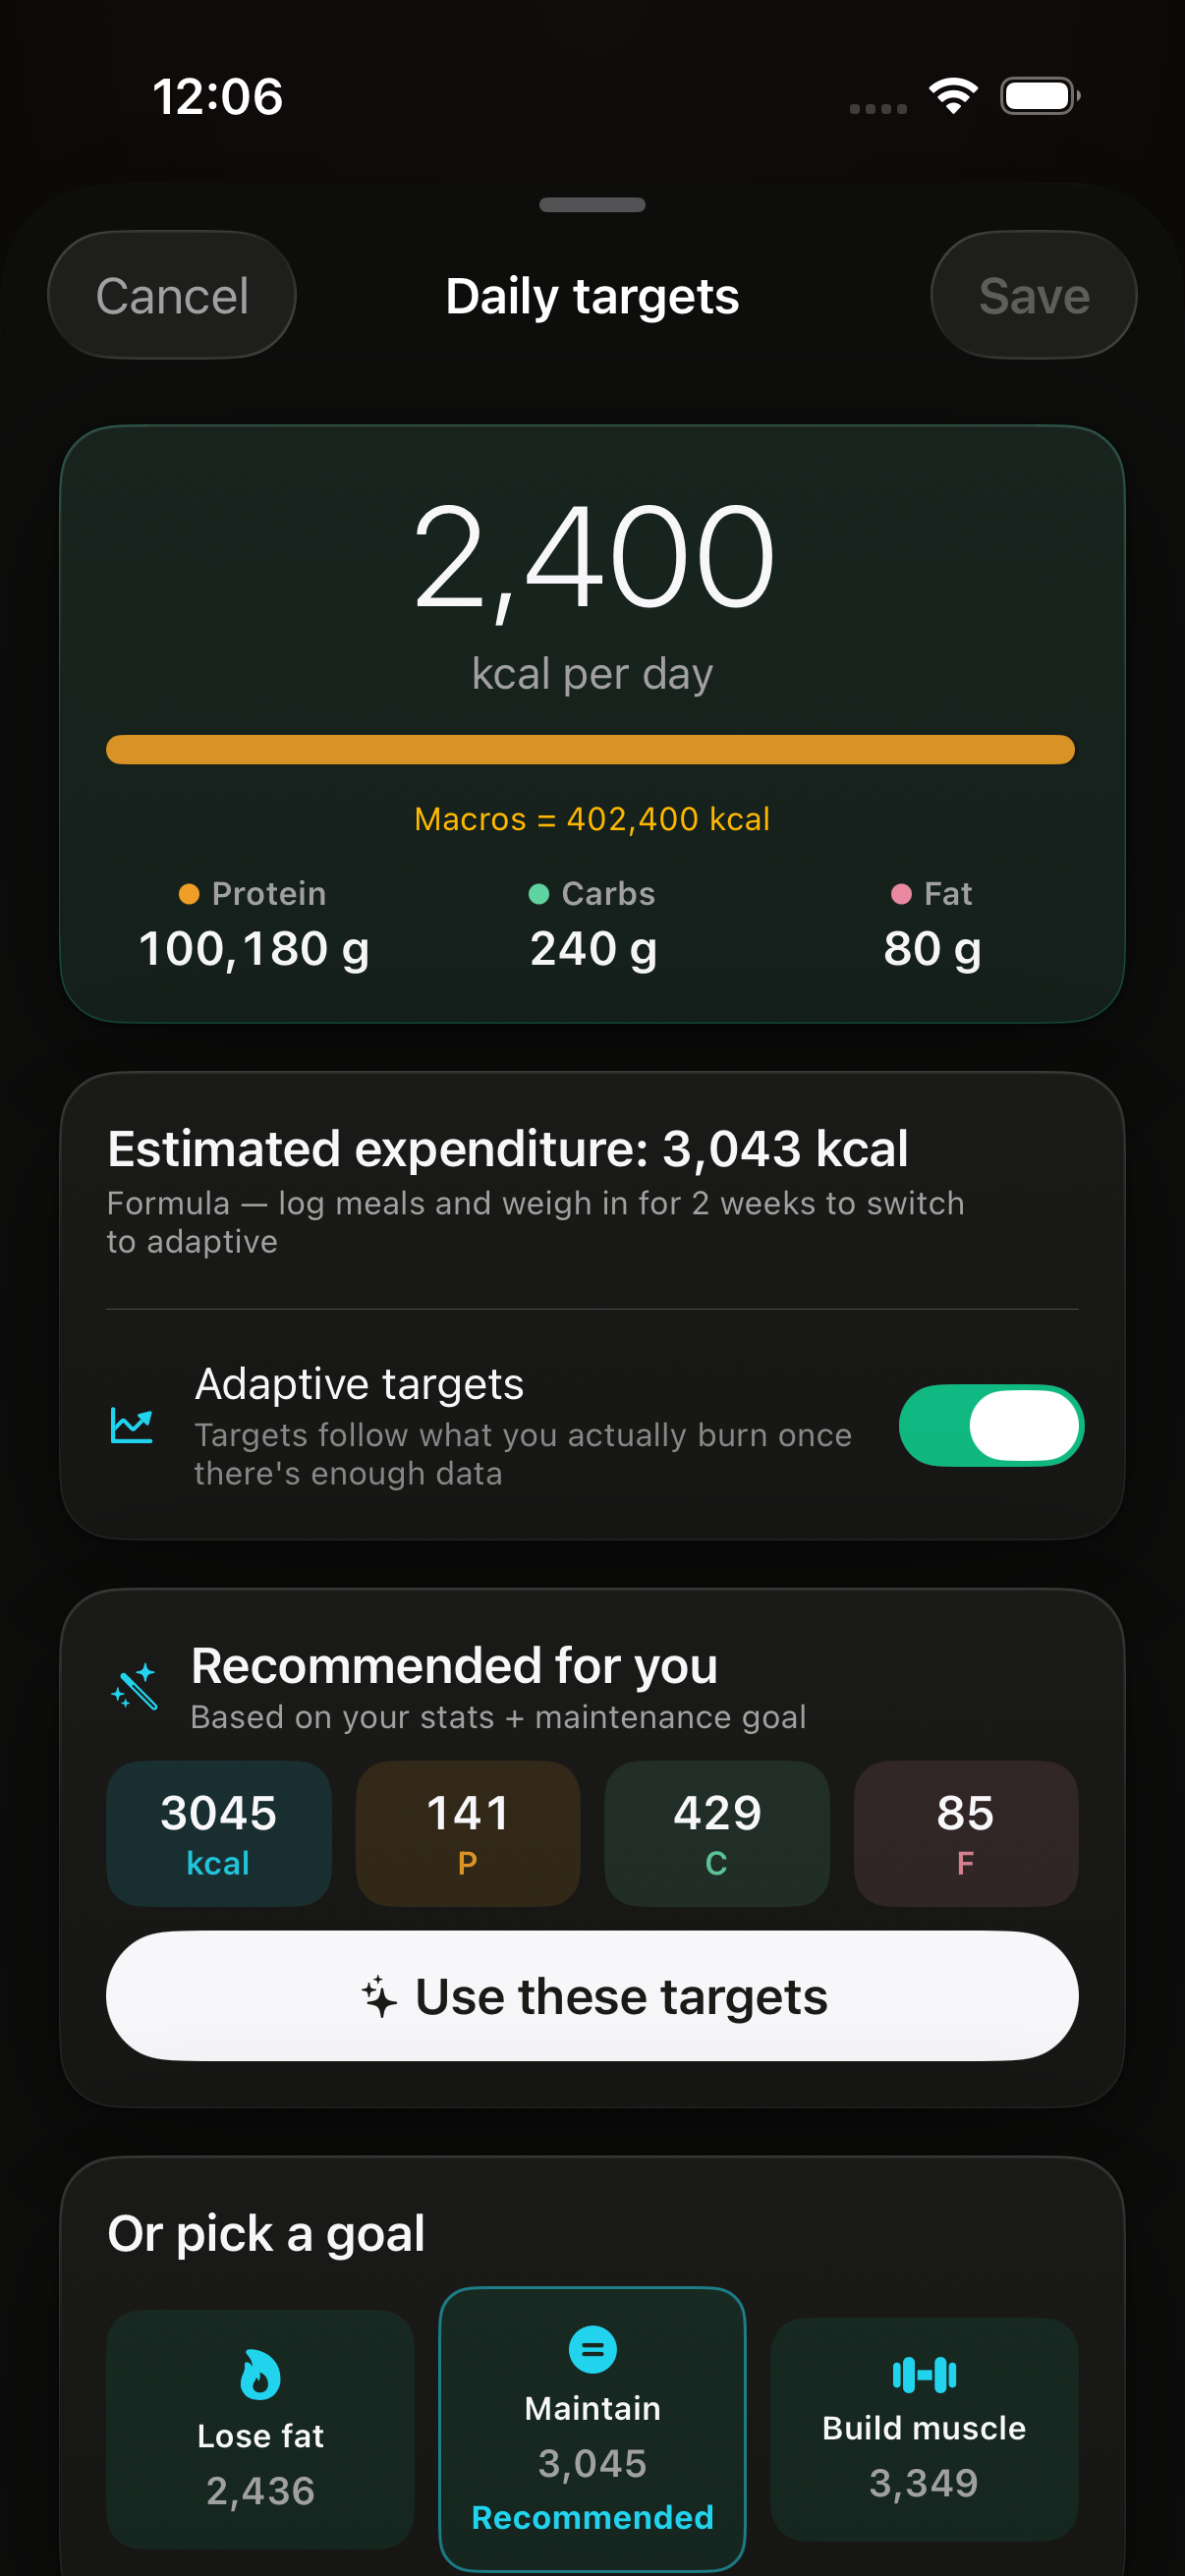 12:06
Cancel
Daily targets
Save
2,400
kcal per day
Macros = 402,400 kcal
Protein
Carbs
Fat
100,180 g
240 g
80 g
Estimated expenditure: 3,043 kcal
Formula — log meals and weigh in for 2 weeks to switch
to adaptive
Adaptive targets
Targets follow what you actually burn once
there's enough data
Recommended for you
Based on your stats + maintenance goal
3045
kcal
141
P
429
C
85
F
Use these targets
Or pick a goal
Lose fat
2,436
Maintain
3,045
Recommended
Build muscle
3,349